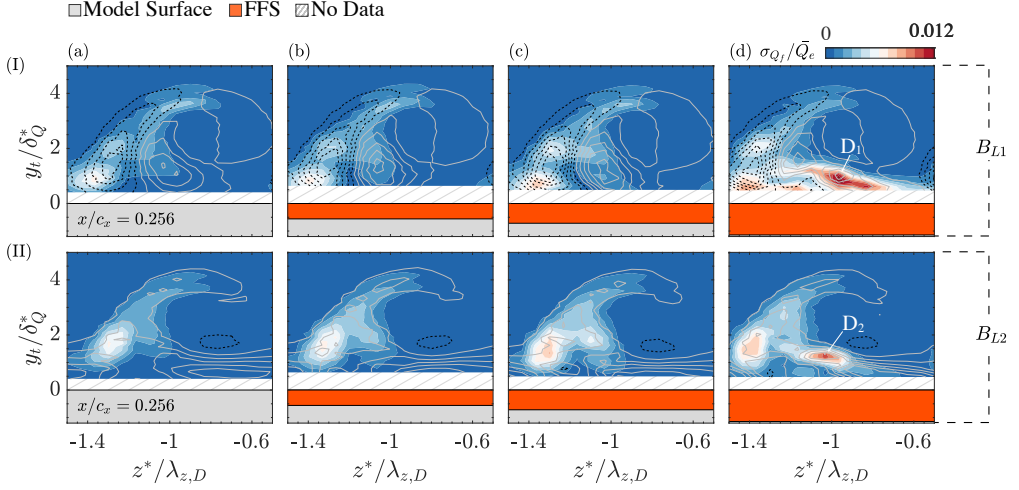 Model Surface FFS No Data
(a) (b) (c) (d) σ_{Q_f}/Q̄_e 0 0.012
(I)
4
2
0
y_t/δ*_Q
x/c_x = 0.256
D_1
B_{L1}
(II)
4
2
0
y_t/δ*_Q
x/c_x = 0.256
D_2
B_{L2}
-1.4 -1 -0.6 -1.4 -1 -0.6 -1.4 -1 -0.6 -1.4 -1 -0.6
z*/λ_{z,D} z*/λ_{z,D} z*/λ_{z,D} z*/λ_{z,D}